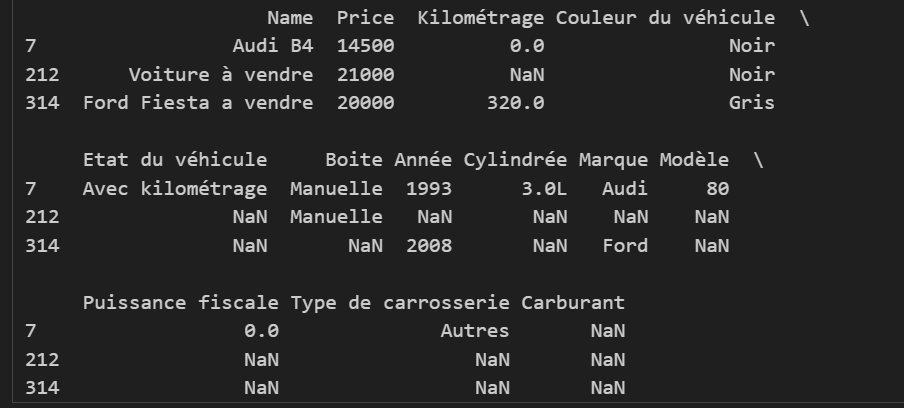 Name Price Kilométrage Couleur du véhicule \
7 Audi B4 14500 0.0 Noir
212 Voiture à vendre 21000 NaN Noir
314 Ford Fiesta a vendre 20000 320.0 Gris
Etat du véhicule Boite Année Cylindrée Marque Modèle \
7 Avec kilométrage Manuelle 1993 3.0L Audi 80
212 NaN Manuelle NaN NaN NaN NaN
314 NaN NaN 2008 NaN Ford NaN
Puissance fiscale Type de carrosserie Carburant
7 0.0 Autres NaN
212 NaN NaN NaN
314 NaN NaN NaN